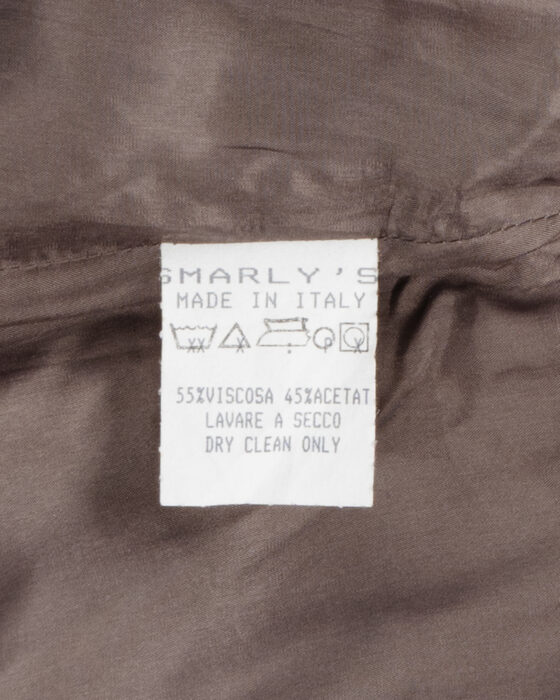 SMARLY'S
MADE IN ITALY
55%VISCOSA 45%ACETAT
LAVARE A SECCO
DRY CLEAN ONLY